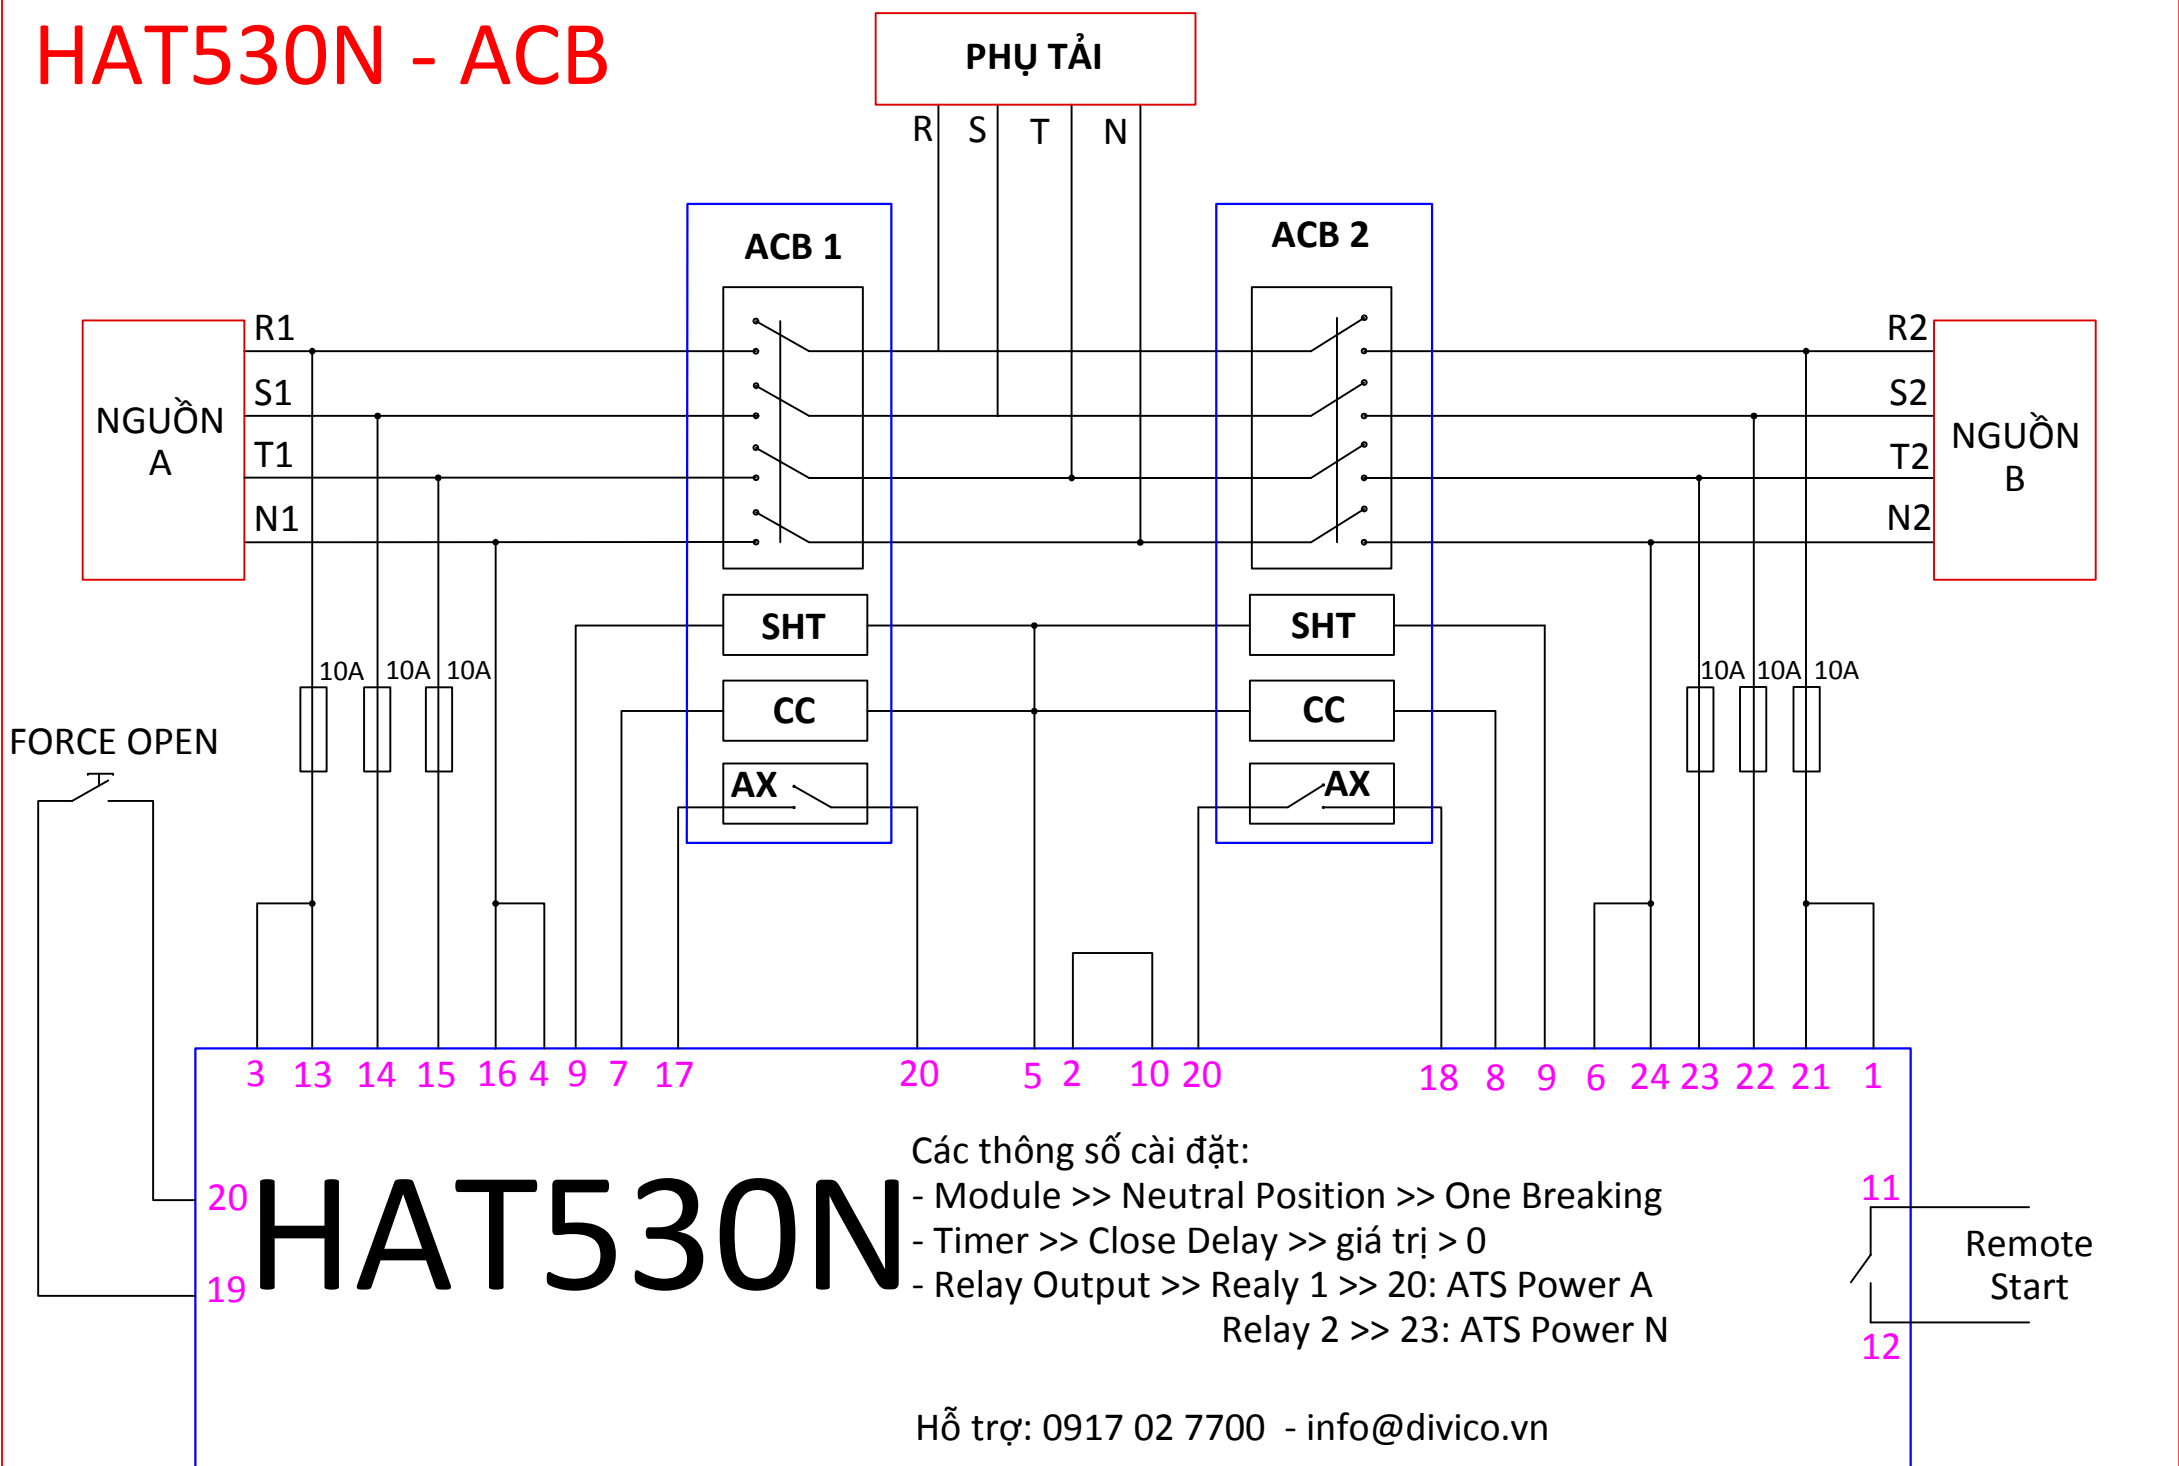 HAT530N - ACB
PHỤ TẢI
R S T N
ACB 1
ACB 2
R1
S1
T1
N1
NGUỒN
A
R2
S2
T2
N2
NGUỒN
B
SHT
SHT
10A 10A 10A
10A 10A 10A
CC
CC
FORCE OPEN
AX
AX
3 13 14 15 16 4 9 7 17 20 5 2 10 20 18 8 9 6 24 23 22 21 1
20
19
HAT530N
Các thông số cài đặt:
- Module >> Neutral Position >> One Breaking
- Timer >> Close Delay >> giá trị > 0
- Relay Output >> Realy 1 >> 20: ATS Power A
Relay 2 >> 23: ATS Power N
11
Remote
Start
12
Hỗ trợ: 0917 02 7700 - info@divico.vn